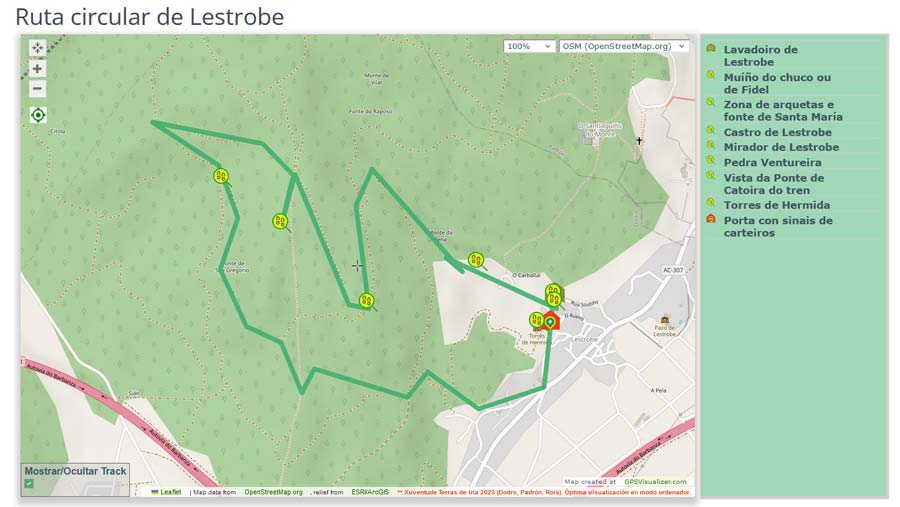 Ruta circular de Lestrobe
100%
OSM (OpenStreetMap.org)
Monte de
Vilar
Fonte do Raposo
Citola
O Santiaguiño
do Monte
Monte da
Monte de
San Gregorio
O Carballal
Rúa Souto
O Rueiro
Torres
de Hermida
Lestrobe
Pazo de
Lestrobe
AC-307
A Pela
Sián
Autovía do Barbanza
Autovía do Barbanza
Autovía do Barbanza
Mostrar/Ocultar Track
Map created at GPSVisualizer.com
Leaflet | Map data from OpenStreetMap.org , relief from ESRI/ArcGIS ** Xuventude Terras de Iria 2023 (Dodro, Padrón, Rois). Óptima visualización en modo ordenador.
Lavadoiro de
Lestrobe
Muíño do chuco ou
de Fidel
Zona de arquetas e
fonte de Santa María
Castro de Lestrobe
Mirador de Lestrobe
Pedra Ventureira
Vista da Ponte de
Catoira do tren
Torres de Hermida
Porta con sinais de
carteiros